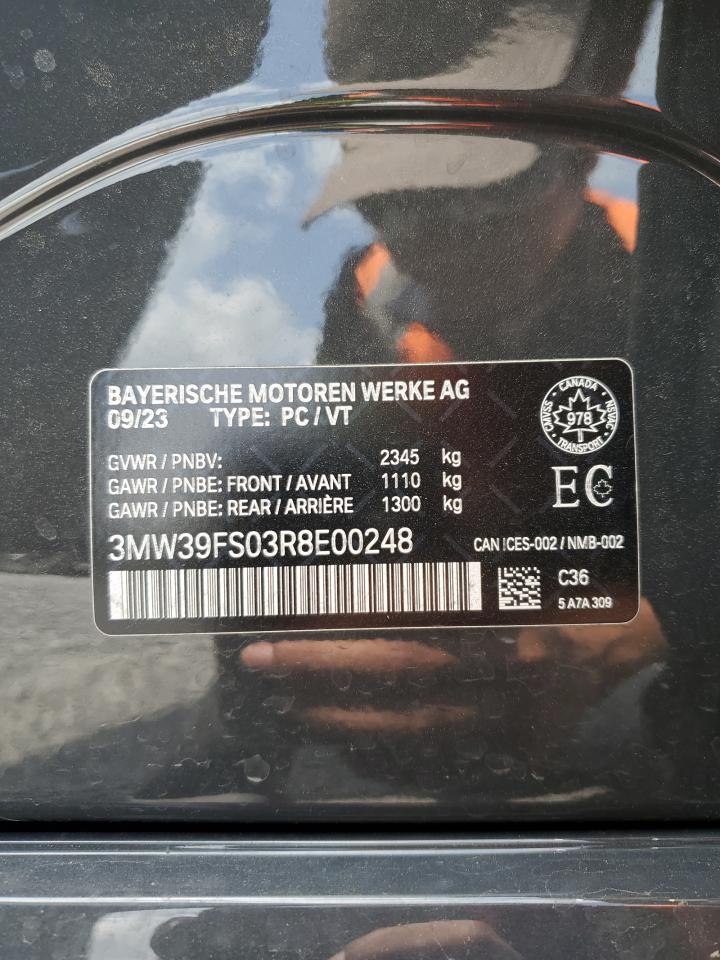 BAYERISCHE MOTOREN WERKE AG
09/23 TYPE: PC / VT
CANADA
CMVSS 978 NSVAC
TRANSPORT
GVWR / PNBV: 2345 kg
GAWR / PNBE: FRONT / AVANT 1110 kg
GAWR / PNBE: REAR / ARRIÈRE 1300 kg
EC
3MW39FS03R8E00248
CAN ICES-002 / NMB-002
C36
5 A7A 309